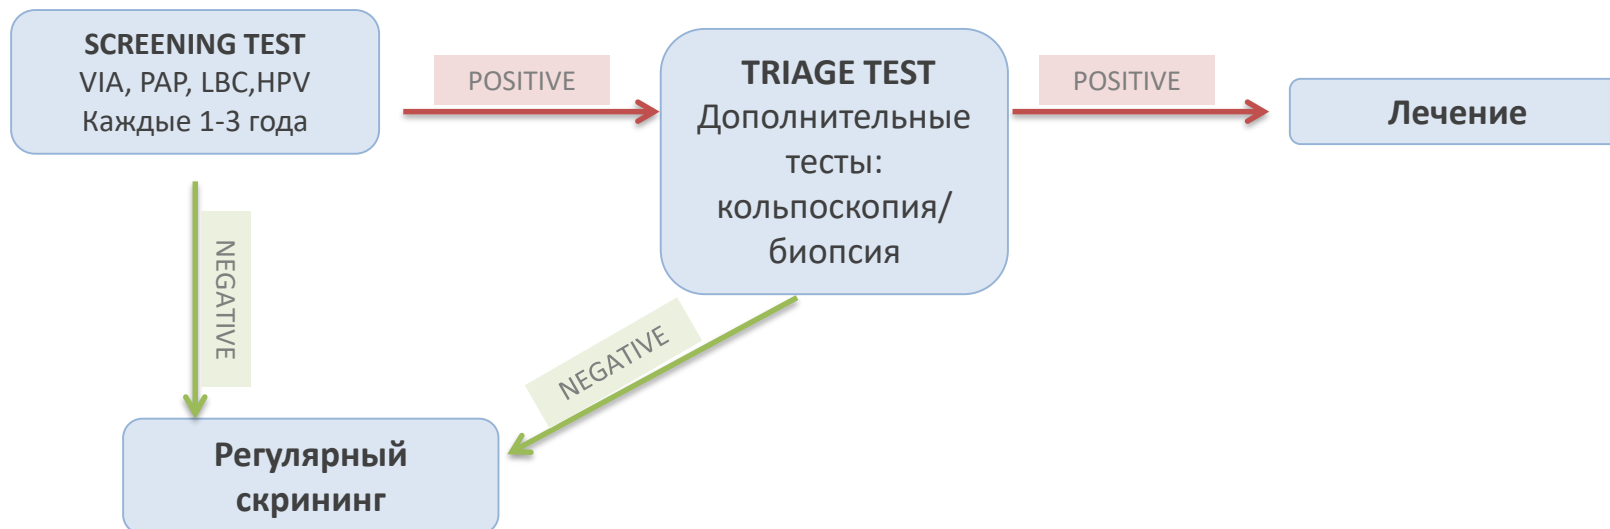 SCREENING TEST
VIA, PAP, LBC,HPV
Каждые 1-3 года
POSITIVE
TRIAGE TEST
Дополнительные
тесты:
кольпоскопия/
биопсия
POSITIVE
Лечение
NEGATIVE
NEGATIVE
Регулярный
скрининг